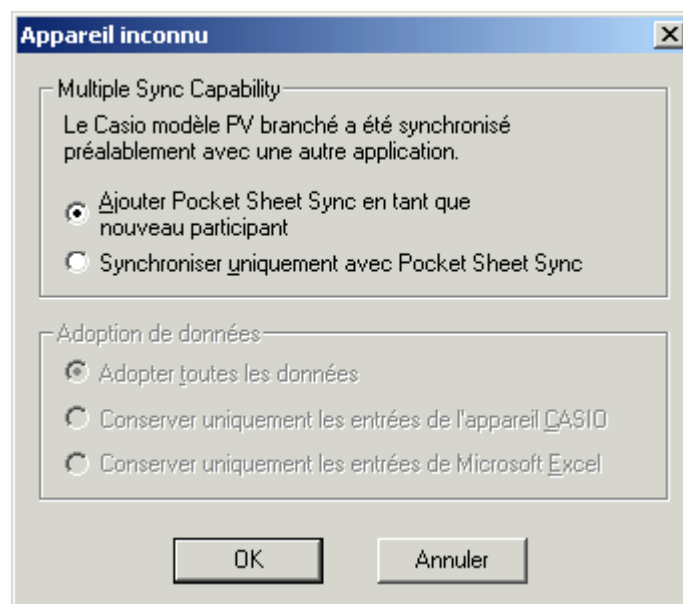 Appareil inconnu
Multiple Sync Capability
Le Casio modèle PV branché a été synchronisé
préalablement avec une autre application.
Ajouter Pocket Sheet Sync en tant que
nouveau participant
Synchroniser uniquement avec Pocket Sheet Sync
Adoption de données
Adopter toutes les données
Conserver uniquement les entrées de l'appareil CASIO
Conserver uniquement les entrées de Microsoft Excel
OK
Annuler